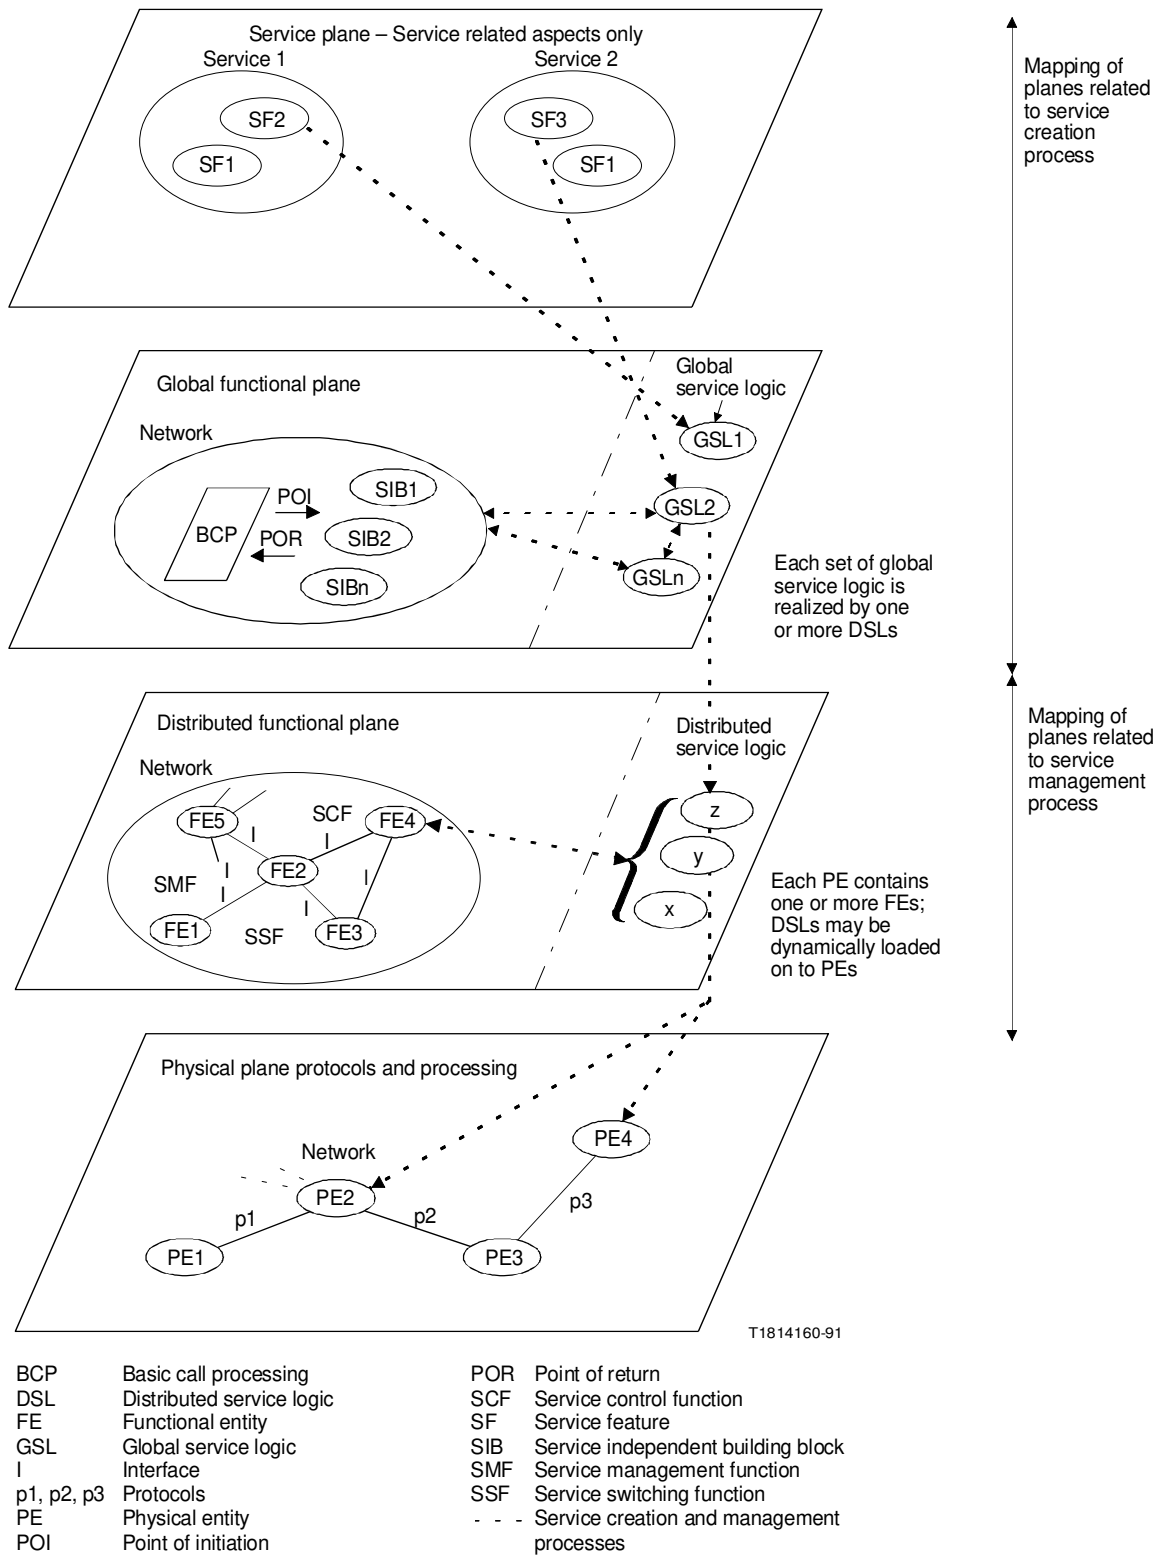 Service plane – Service related aspects only
Service 1
Service 2
SF2
SF1
SF3
SF1
Mapping of
planes related
to service
creation
process
Global functional plane
Global
service logic
Network
GSL1
BCP
POI
POR
SIB1
SIB2
SIBn
GSL2
GSLn
Each set of global
service logic is
realized by one
or more DSLs
Distributed functional plane
Distributed
service logic
Mapping of
planes related
to service
management
process
Network
FE5
SCF
FE4
I
I
FE2
I
I
I
I
SMF
FE1
SSF
FE3
z
y
x
Each PE contains
one or more FEs;
DSLs may be
dynamically loaded
on to PEs
Physical plane protocols and processing
Network
PE4
PE2
p1
p2
p3
PE1
PE3
T1814160-91
BCP Basic call processing
DSL Distributed service logic
FE Functional entity
GSL Global service logic
I Interface
p1, p2, p3 Protocols
PE Physical entity
POI Point of initiation
POR Point of return
SCF Service control function
SF Service feature
SIB Service independent building block
SMF Service management function
SSF Service switching function
- - - Service creation and management
processes